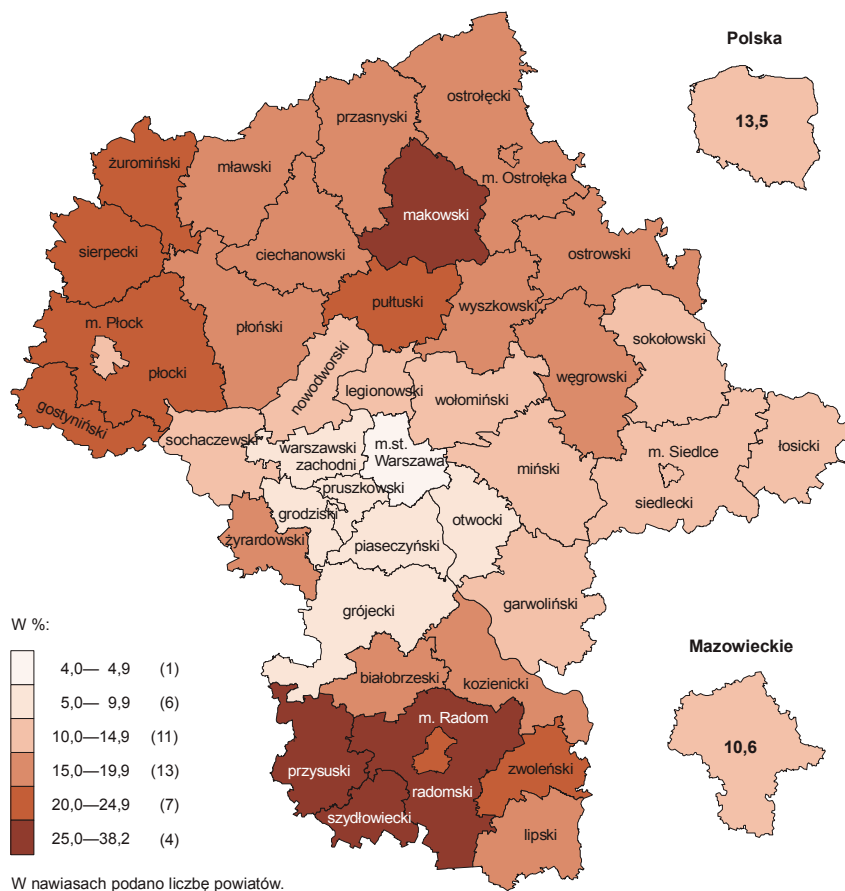 Polska
13,5
ostrołęcki
przasnyski
żuromiński
mławski
m. Ostrołęka
makowski
sierpecki
ciechanowski
ostrowski
pułtuski
wyszkowski
m. Płock
płoński
sokołowski
płocki
nowodworski
węgrowski
legionowski
wołomiński
gostyniński
sochaczewski
warszawski
zachodni
m.st.
Warszawa
m. Siedlce
łosicki
miński
pruszkowski
siedlecki
grodziski
otwocki
żyrardowski
piaseczyński
garwoliński
grójecki
W %:
4,0— 4,9 (1)
5,0— 9,9 (6)
10,0—14,9 (11)
15,0—19,9 (13)
20,0—24,9 (7)
25,0—38,2 (4)
Mazowieckie
10,6
białobrzeski
kozienicki
m. Radom
zwoleński
przysuski
radomski
szydłowiecki
lipski
W nawiasach podano liczbę powiatów.